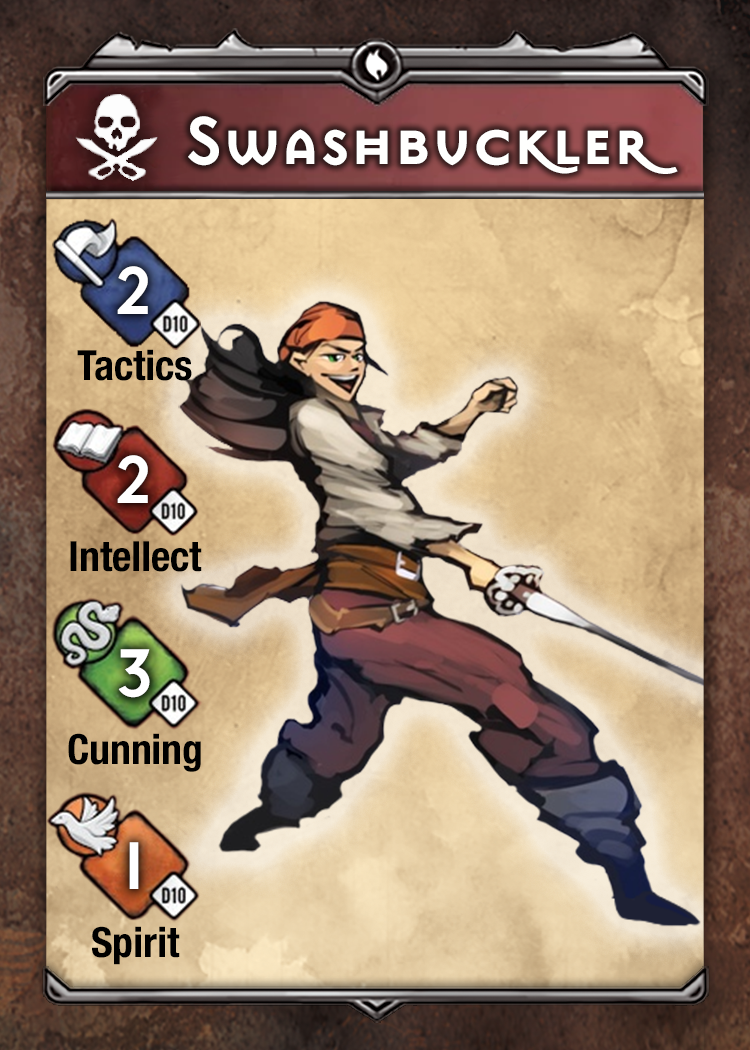 Swashbuckler
2
D10
Tactics
2
D10
Intellect
3
D10
Cunning
1
D10
Spirit